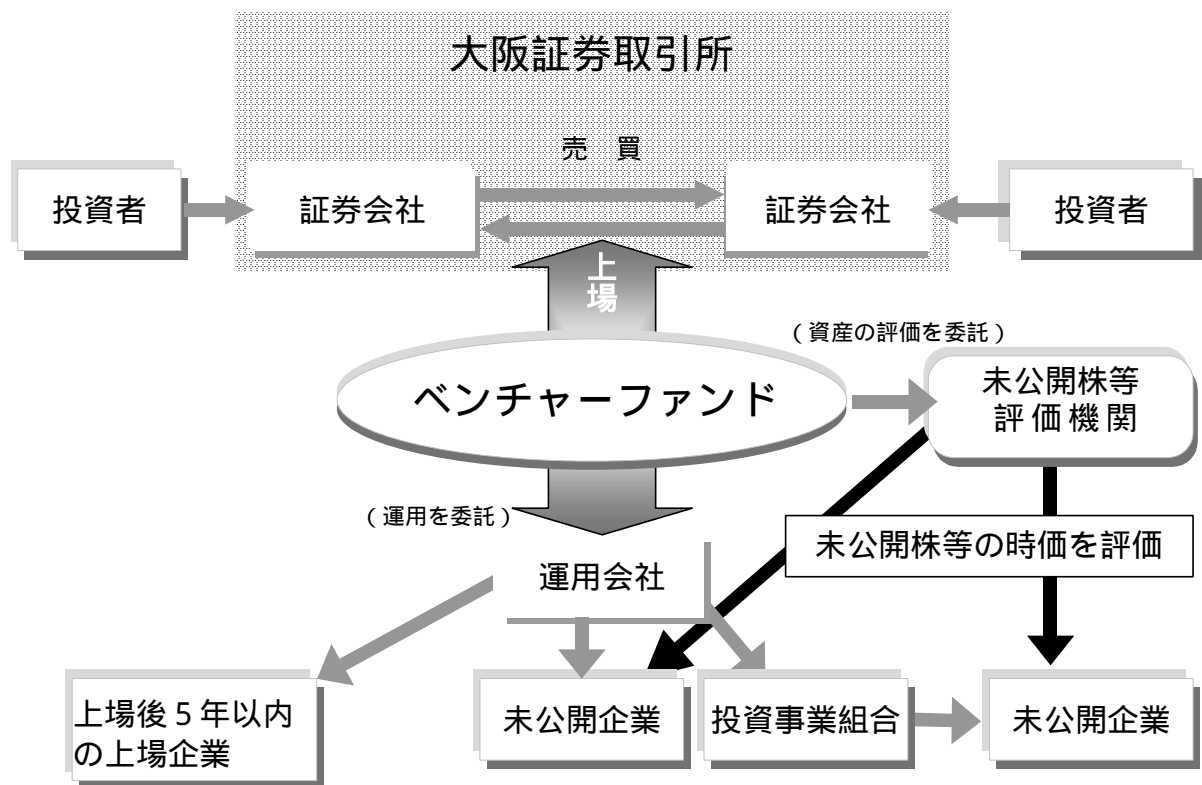 大阪証券取引所
売 買
投資者
証券会社
証券会社
投資者
上場
(資産の評価を委託)
ベンチャーファンド
未公開株等
評価機関
(運用を委託)
未公開株等の時価を評価
運用会社
上場後5年以内
の上場企業
未公開企業
投資事業組合
未公開企業